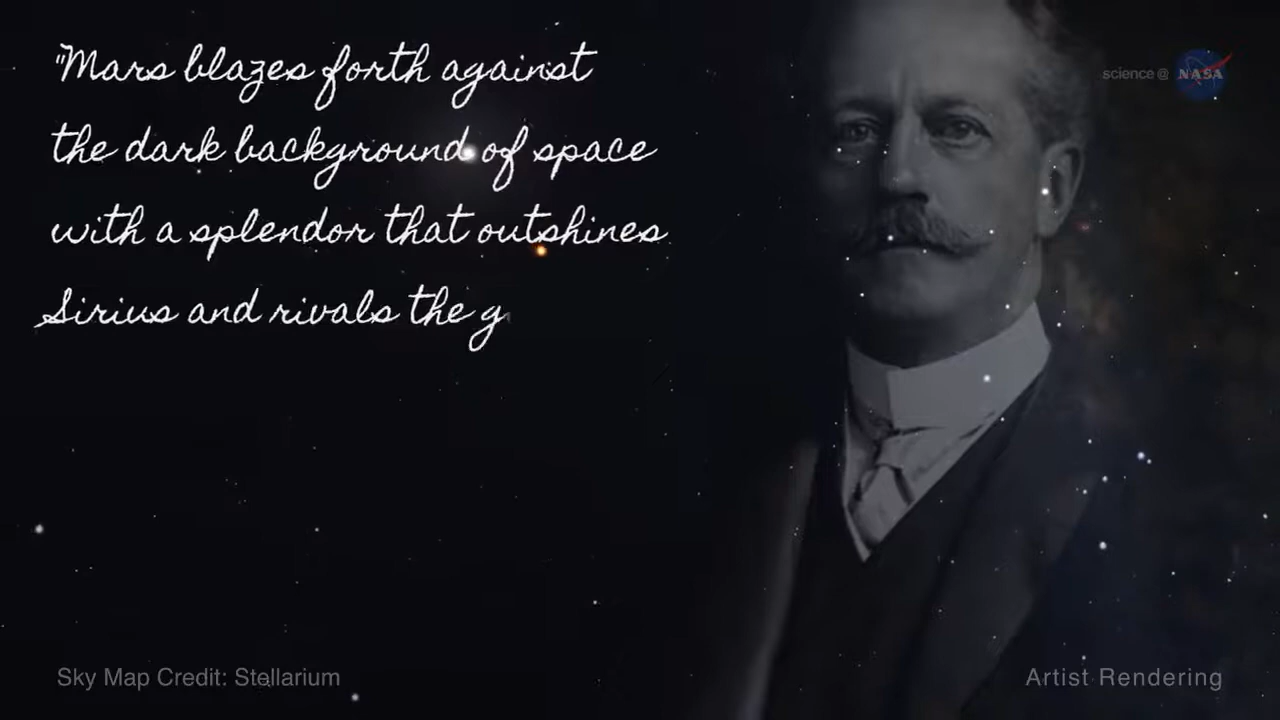 "Mars blazes forth against
the dark background of space
with a splendor that outshines
Sirius and rivals the g
science@ NASA
Sky Map Credit: Stellarium
Artist Rendering